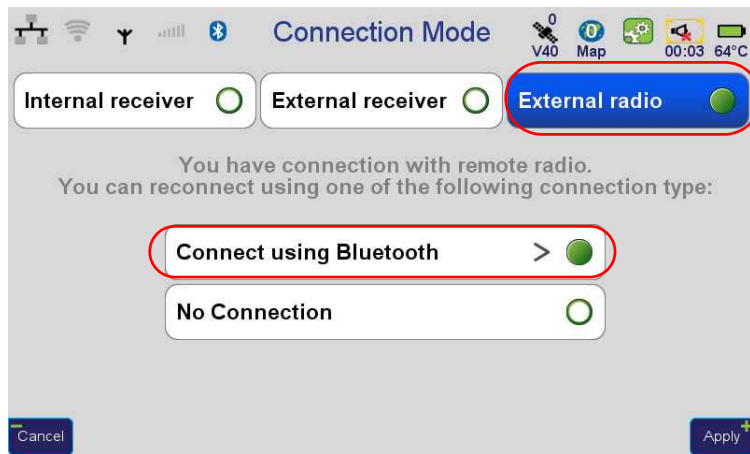 Connection Mode
0
V40
0
Map
00:03
64°C
Internal receiver
External receiver
External radio
You have connection with remote radio.
You can reconnect using one of the following connection type:
Connect using Bluetooth >
No Connection
Cancel
Apply